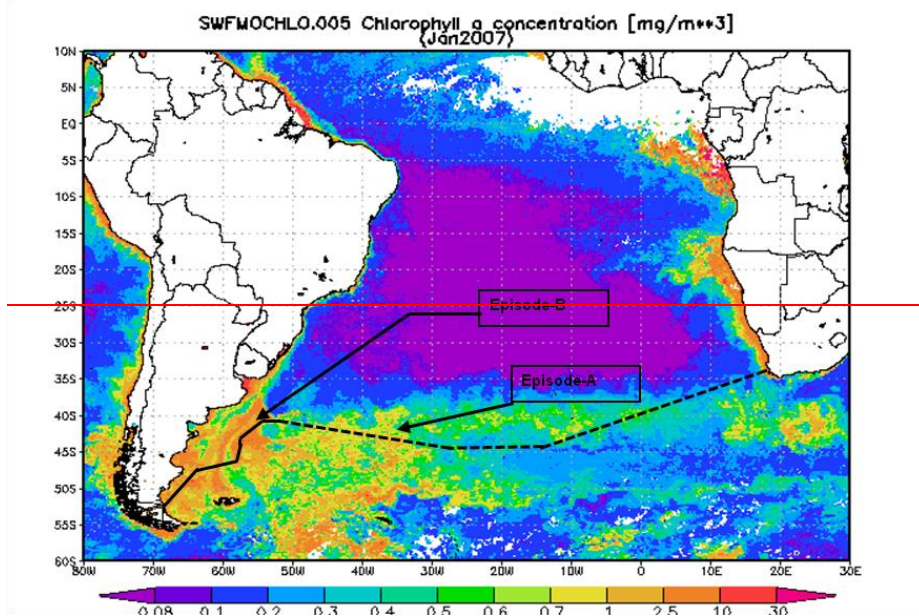 SWFMOCHLO.005 Chlorophyll a concentration [mg/m**3]
(Jan2007)
10N
5N
EQ
5S
10S
15S
20S
25S
30S
35S
40S
45S
50S
55S
60S
Episode-B
Episode-A
80W 70W 60W 50W 40W 30W 20W 10W 0 10E 20E 30E
0.08 0.1 0.2 0.3 0.4 0.5 0.6 0.7 1 2.5 10 30